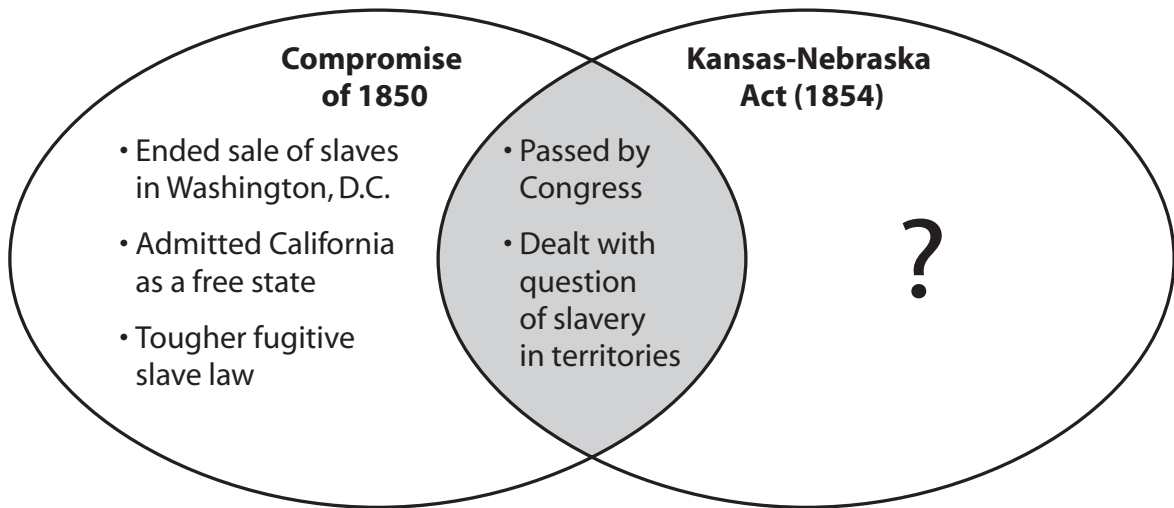 Compromise
of 1850
• Ended sale of slaves
in Washington, D.C.
• Admitted California
as a free state
• Tougher fugitive
slave law
• Passed by
Congress
• Dealt with
question
of slavery
in territories
Kansas-Nebraska
Act (1854)
?